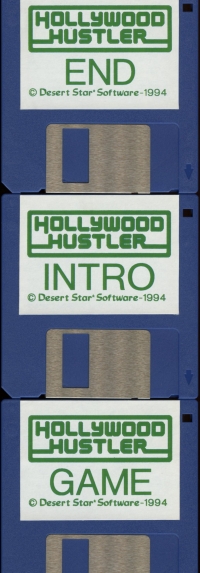 HOLLYWOOD
HUSTLER
END
© Desert Star* Software-1994
HOLLYWOOD
HUSTLER
INTRO
© Desert Star* Software-1994
HOLLYWOOD
HUSTLER
GAME
© Desert Star* Software-1994